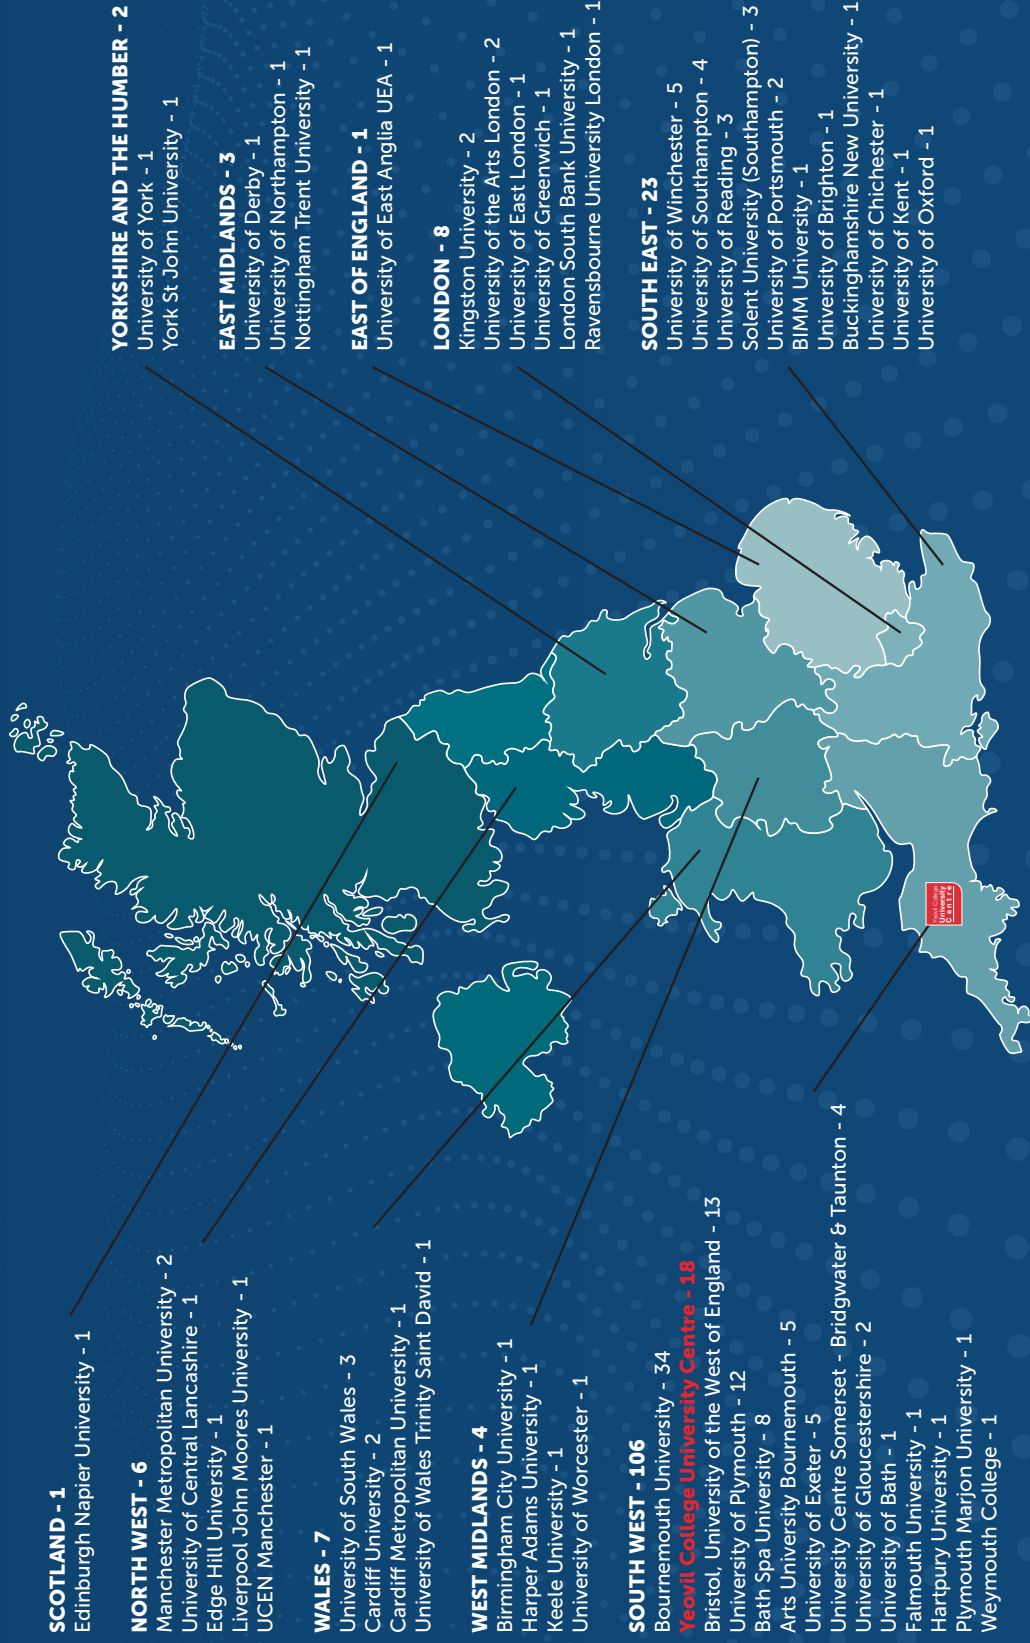 SCOTLAND - 1
Edinburgh Napier University - 1
NORTH WEST - 6
Manchester Metropolitan University - 2
University of Central Lancashire - 1
Edge Hill University - 1
Liverpool John Moores University - 1
UCEN Manchester - 1
WALES - 7
University of South Wales - 3
Cardiff University - 2
Cardiff Metropolitan University - 1
University of Wales Trinity Saint David - 1
WEST MIDLANDS - 4
Birmingham City University - 1
Harper Adams University - 1
Keele University - 1
University of Worcester - 1
SOUTH WEST - 106
Bournemouth University - 34
Yeovil College University Centre - 18
Bristol, University of the West of England - 13
University of Plymouth - 12
Bath Spa University - 8
Arts University Bournemouth - 5
University of Exeter - 5
University Centre Somerset - Bridgwater & Taunton - 4
University of Gloucestershire - 2
University of Bath - 1
Falmouth University - 1
Hartpury University - 1
Plymouth Marjon University - 1
Weymouth College - 1
Yeovil College
University
Centre
YORKSHIRE AND THE HUMBER - 2
University of York - 1
York St John University - 1
EAST MIDLANDS - 3
University of Derby - 1
University of Northampton - 1
Nottingham Trent University - 1
EAST OF ENGLAND - 1
University of East Anglia UEA - 1
LONDON - 8
Kingston University - 2
University of the Arts London - 2
University of East London - 1
University of Greenwich - 1
London South Bank University - 1
Ravensbourne University London - 1
SOUTH EAST - 23
University of Winchester - 5
University of Southampton - 4
University of Reading - 3
Solent University (Southampton) - 3
University of Portsmouth - 2
BIMM University - 1
University of Brighton - 1
Buckinghamshire New University - 1
University of Chichester - 1
University of Kent - 1
University of Oxford - 1